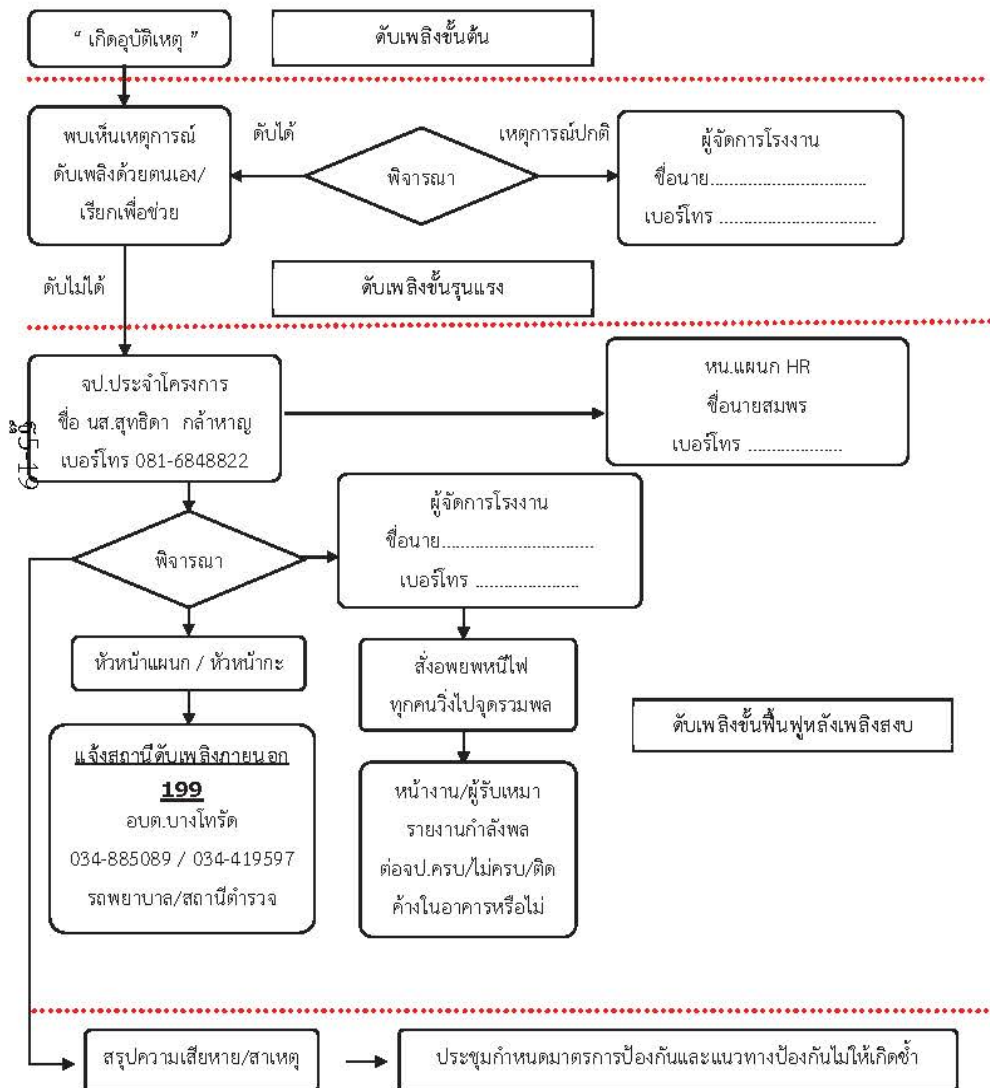 “ เกิดอุบัติเหตุ ”
ดับเพลิงขั้นต้น
พบเห็นเหตุการณ์
ดับเพลิงด้วยตนเอง/
เรียกเพื่อช่วย
ดับได้
พิจารณา
เหตุการณ์ปกติ
ผู้จัดการโรงงาน
ชื่อนาย................................
เบอร์โทร ................................
ดับไม่ได้
ดับเพลิงขั้นรุนแรง
จป.ประจำโครงการ
ชื่อ นส.สุทธิดา กล้าหาญ
เบอร์โทร 081-6848822
หน.แผนก HR
ชื่อนายสมพร
เบอร์โทร ...................
พิจารณา
ผู้จัดการโรงงาน
ชื่อนาย................................
เบอร์โทร ......................
หัวหน้าแผนก / หัวหน้ากะ
สั่งอพยพหนีไฟ
ทุกคนวิ่งไปจุดรวมพล
ดับเพลิงขั้นฟื้นฟูหลังเพลิงสงบ
แจ้งสถานีดับเพลิงภายนอก
199
อบต.บางโทรัด
034-885089 / 034-419597
รถพยาบาล/สถานีตำรวจ
หน้างาน/ผู้รับเหมา
รายงานกำลังพล
ต่อจป.ครบ/ไม่ครบ/ติด
ค้างในอาคารหรือไม่
สรุปความเสียหาย/สาเหตุ
ประชุมกำหนดมาตรการป้องกันและแนวทางป้องกันไม่ให้เกิดซ้ำ